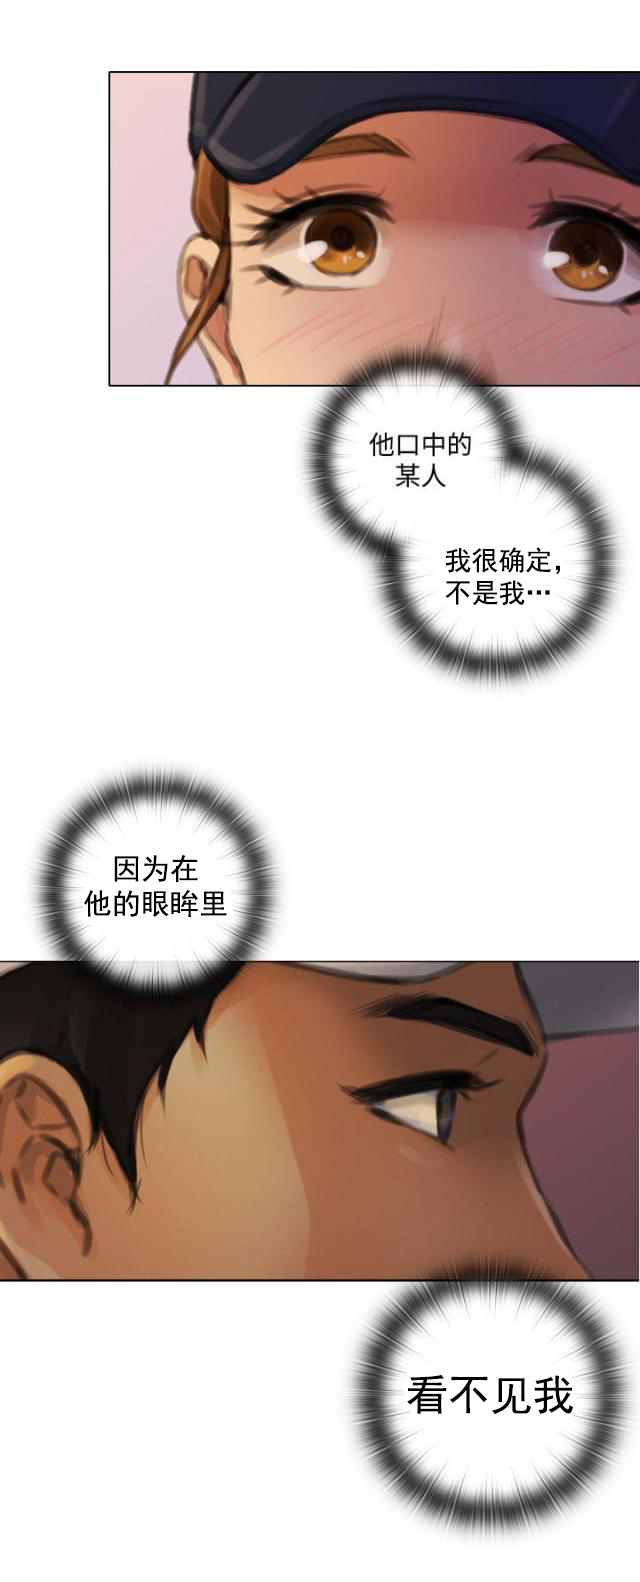 他口中的
某人
我很确定，
不是我…
因为在
他的眼眸里
看不见我